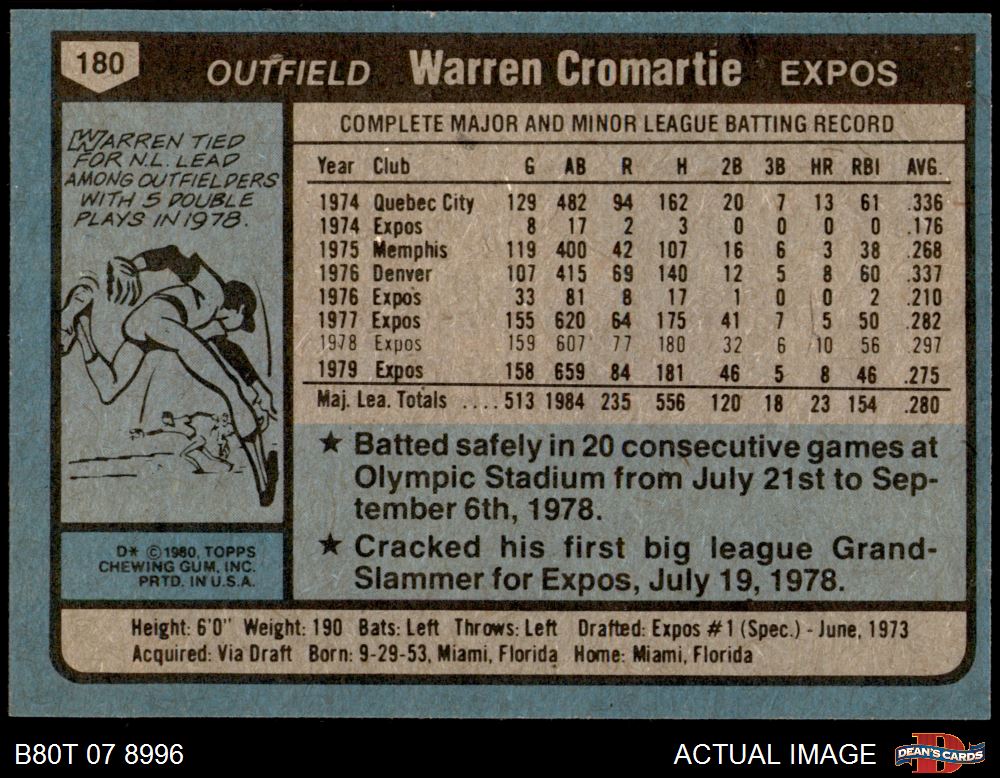 180 OUTFIELD Warren Cromartie EXPOS
WARREN TIED
FOR N.L. LEAD
AMONG OUTFIELDERS
WITH 5 DOUBLE
PLAYS IN 1978.
D* © 1980, TOPPS
CHEWING GUM, INC.
PRTD. IN U.S.A.
COMPLETE MAJOR AND MINOR LEAGUE BATTING RECORD
Year Club G AB R H 2B 3B HR RBI AVG.
1974 Quebec City 129 482 94 162 20 7 13 61 .336
1974 Expos 8 17 2 3 0 0 0 0 .176
1975 Memphis 119 400 42 107 16 6 3 38 .268
1976 Denver 107 415 69 140 12 5 8 60 .337
1976 Expos 33 81 8 17 1 0 0 2 .210
1977 Expos 155 620 64 175 41 7 5 50 .282
1978 Expos 159 607 77 180 32 6 10 56 .297
1979 Expos 158 659 84 181 46 5 8 46 .275
Maj. Lea. Totals ....513 1984 235 556 120 18 23 154 .280
★ Batted safely in 20 consecutive games at
Olympic Stadium from July 21st to Sep-
tember 6th, 1978.
★ Cracked his first big league Grand-
Slammer for Expos, July 19, 1978.
Height: 6'0" Weight: 190 Bats: Left Throws: Left Drafted: Expos #1 (Spec.) - June, 1973
Acquired: Via Draft Born: 9-29-53, Miami, Florida Home: Miami, Florida
B80T 07 8996 ACTUAL IMAGE DEAN'S CARDS